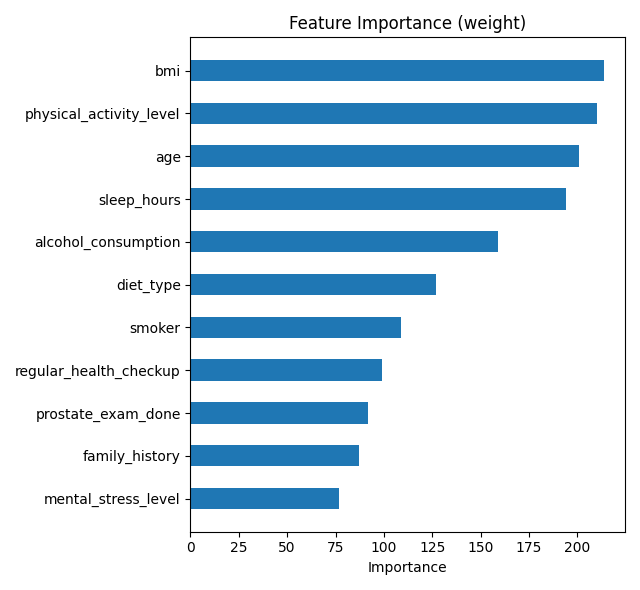 Feature Importance (weight)
bmi
physical_activity_level
age
sleep_hours
alcohol_consumption
diet_type
smoker
regular_health_checkup
prostate_exam_done
family_history
mental_stress_level
0 25 50 75 100 125 150 175 200
Importance